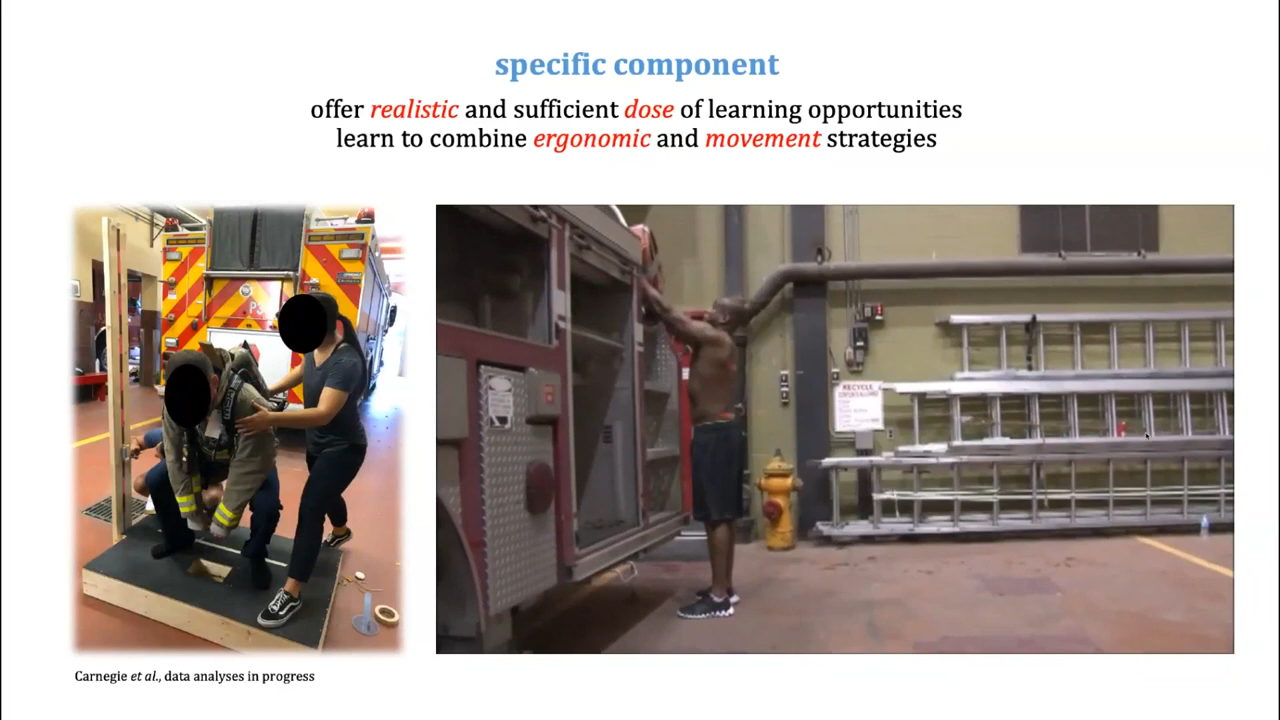 specific component
offer realistic and sufficient dose of learning opportunities
learn to combine ergonomic and movement strategies
RECYCLE
Carnegie et al., data analyses in progress